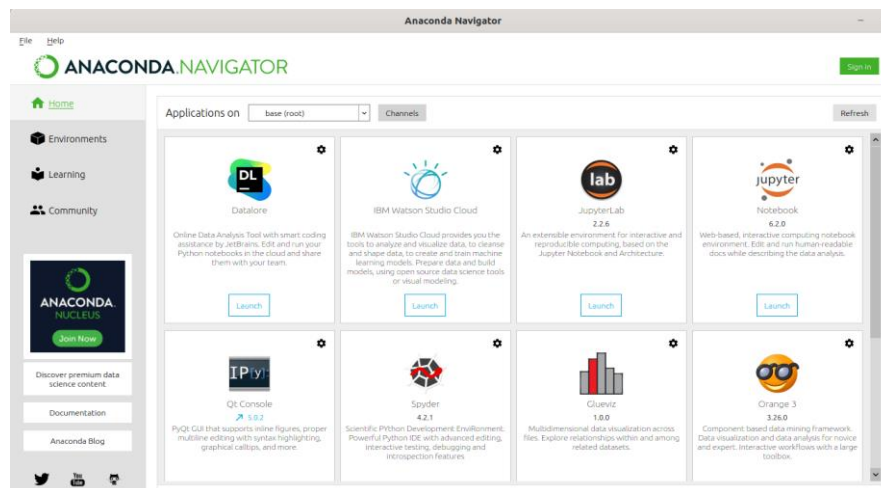 Anaconda Navigator
File Help
ANACONDA.NAVIGATOR
Sign in
Home
Environments
Learning
Community
ANACONDA.
NUCLEUS
Join Now
Discover premium data
science content
Documentation
Anaconda Blog
You
Tube
Applications on base (root) Channels Refresh
DL
Datalore
Online Data Analysis Tool with smart coding
assistance by JetBrains. Edit and run your
Python notebooks in the cloud and share
them with your team.
Launch
IBM Watson Studio Cloud
IBM Watson Studio Cloud provides you the
tools to analyze and visualize data, to cleanse
and shape data, to create and train machine
learning models. Prepare data and build
models, using open source data science tools
or visual modeling.
Launch
lab
JupyterLab
2.2.6
An extensible environment for interactive and
reproducible computing, based on the
Jupyter Notebook and Architecture.
Launch
jupyter
Notebook
6.2.0
Web-based, interactive computing notebook
environment. Edit and run human-readable
docs while describing the data analysis.
Launch
IP[y]:
Qt Console
5.0.2
PyQt GUI that supports inline figures, proper
multiline editing with syntax highlighting,
graphical calltips, and more.
Spyder
4.2.1
Scientific PYthon Development EnviRonment.
Powerful Python IDE with advanced editing,
interactive testing, debugging and
introspection features
Glueviz
1.0.0
Multidimensional data visualization across
files. Explore relationships within and among
related datasets.
Orange 3
3.26.0
Component based data mining framework.
Data visualization and data analysis for novice
and expert. Interactive workflows with a large
toolbox.